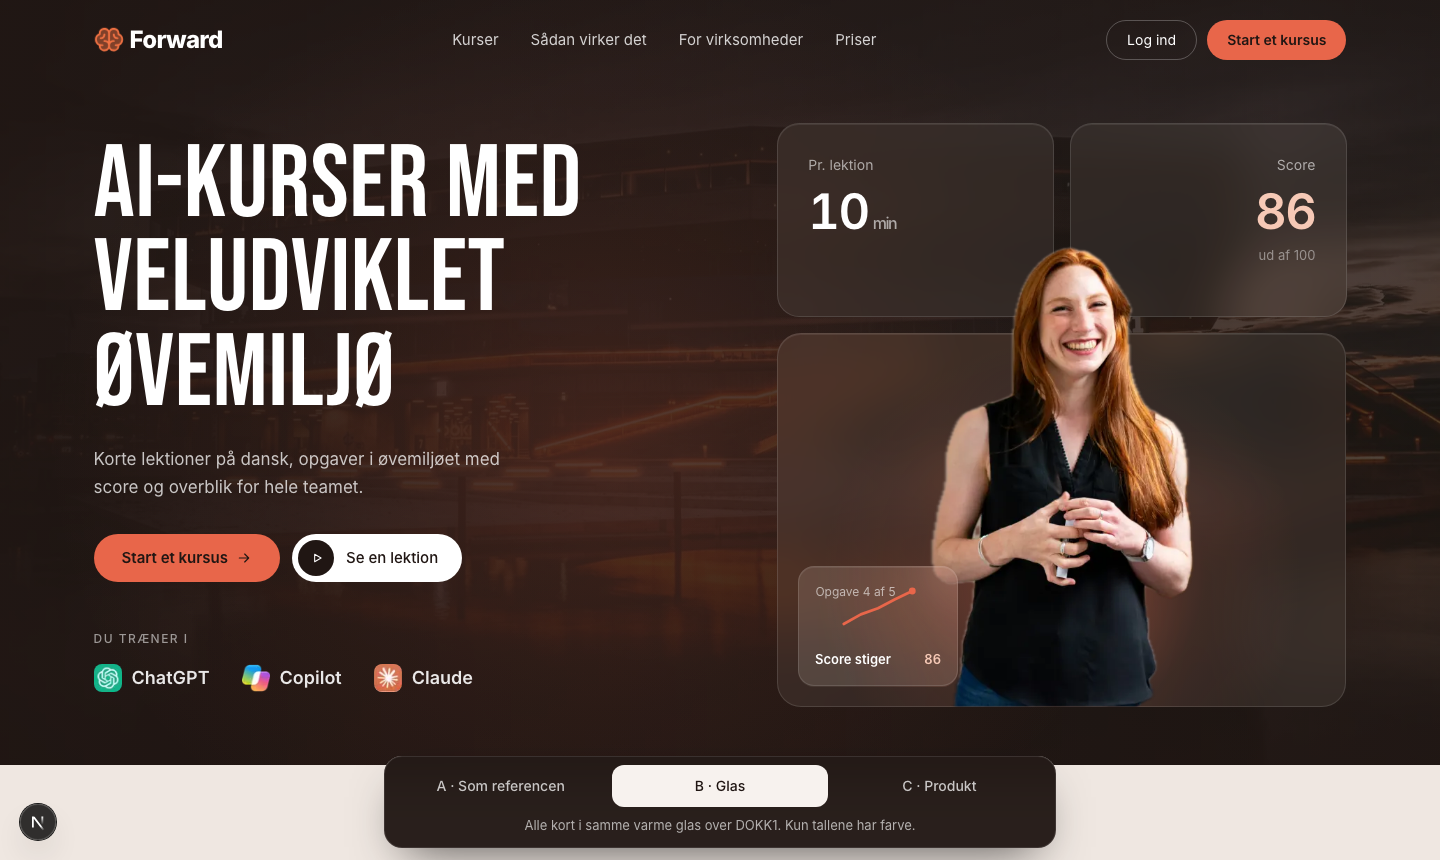 Forward
Kurser
Sådan virker det
For virksomheder
Priser
Log ind
Start et kursus
AI-KURSER MED
VELUDVIKLET
ØVEMILJØ
Korte lektioner på dansk, opgaver i øvemiljøet med
score og overblik for hele teamet.
Start et kursus →
Se en lektion
DU TRÆNER I
ChatGPT
Copilot
Claude
Pr. lektion
10 min
Score
86
ud af 100
Opgave 4 af 5
Score stiger 86
A · Som referencen
B · Glas
C · Produkt
Alle kort i samme varme glas over DOKK1. Kun tallene har farve.
N